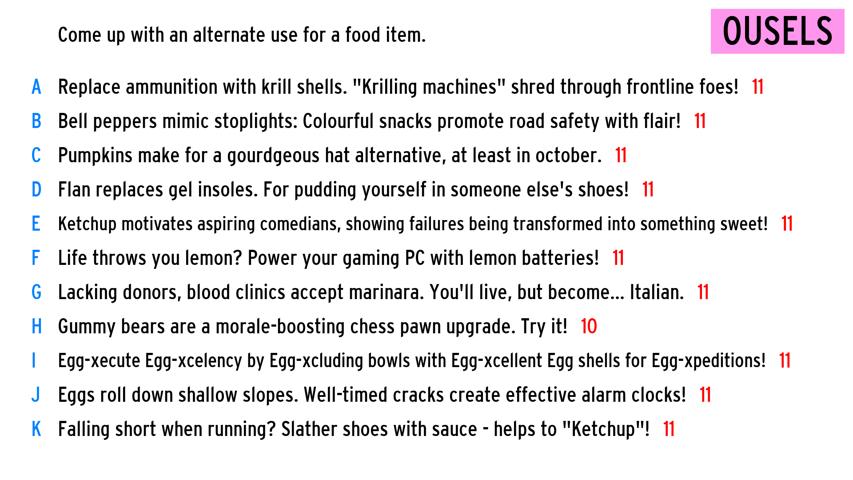 Come up with an alternate use for a food item.
OUSELS
A Replace ammunition with krill shells. "Krilling machines" shred through frontline foes! 11
B Bell peppers mimic stoplights: Colourful snacks promote road safety with flair! 11
C Pumpkins make for a gourdgeous hat alternative, at least in october. 11
D Flan replaces gel insoles. For pudding yourself in someone else's shoes! 11
E Ketchup motivates aspiring comedians, showing failures being transformed into something sweet! 11
F Life throws you lemon? Power your gaming PC with lemon batteries! 11
G Lacking donors, blood clinics accept marinara. You'll live, but become... Italian. 11
H Gummy bears are a morale-boosting chess pawn upgrade. Try it! 10
I Egg-xecute Egg-xcelency by Egg-xcluding bowls with Egg-xcellent Egg shells for Egg-xpeditions! 11
J Eggs roll down shallow slopes. Well-timed cracks create effective alarm clocks! 11
K Falling short when running? Slather shoes with sauce - helps to "Ketchup"! 11